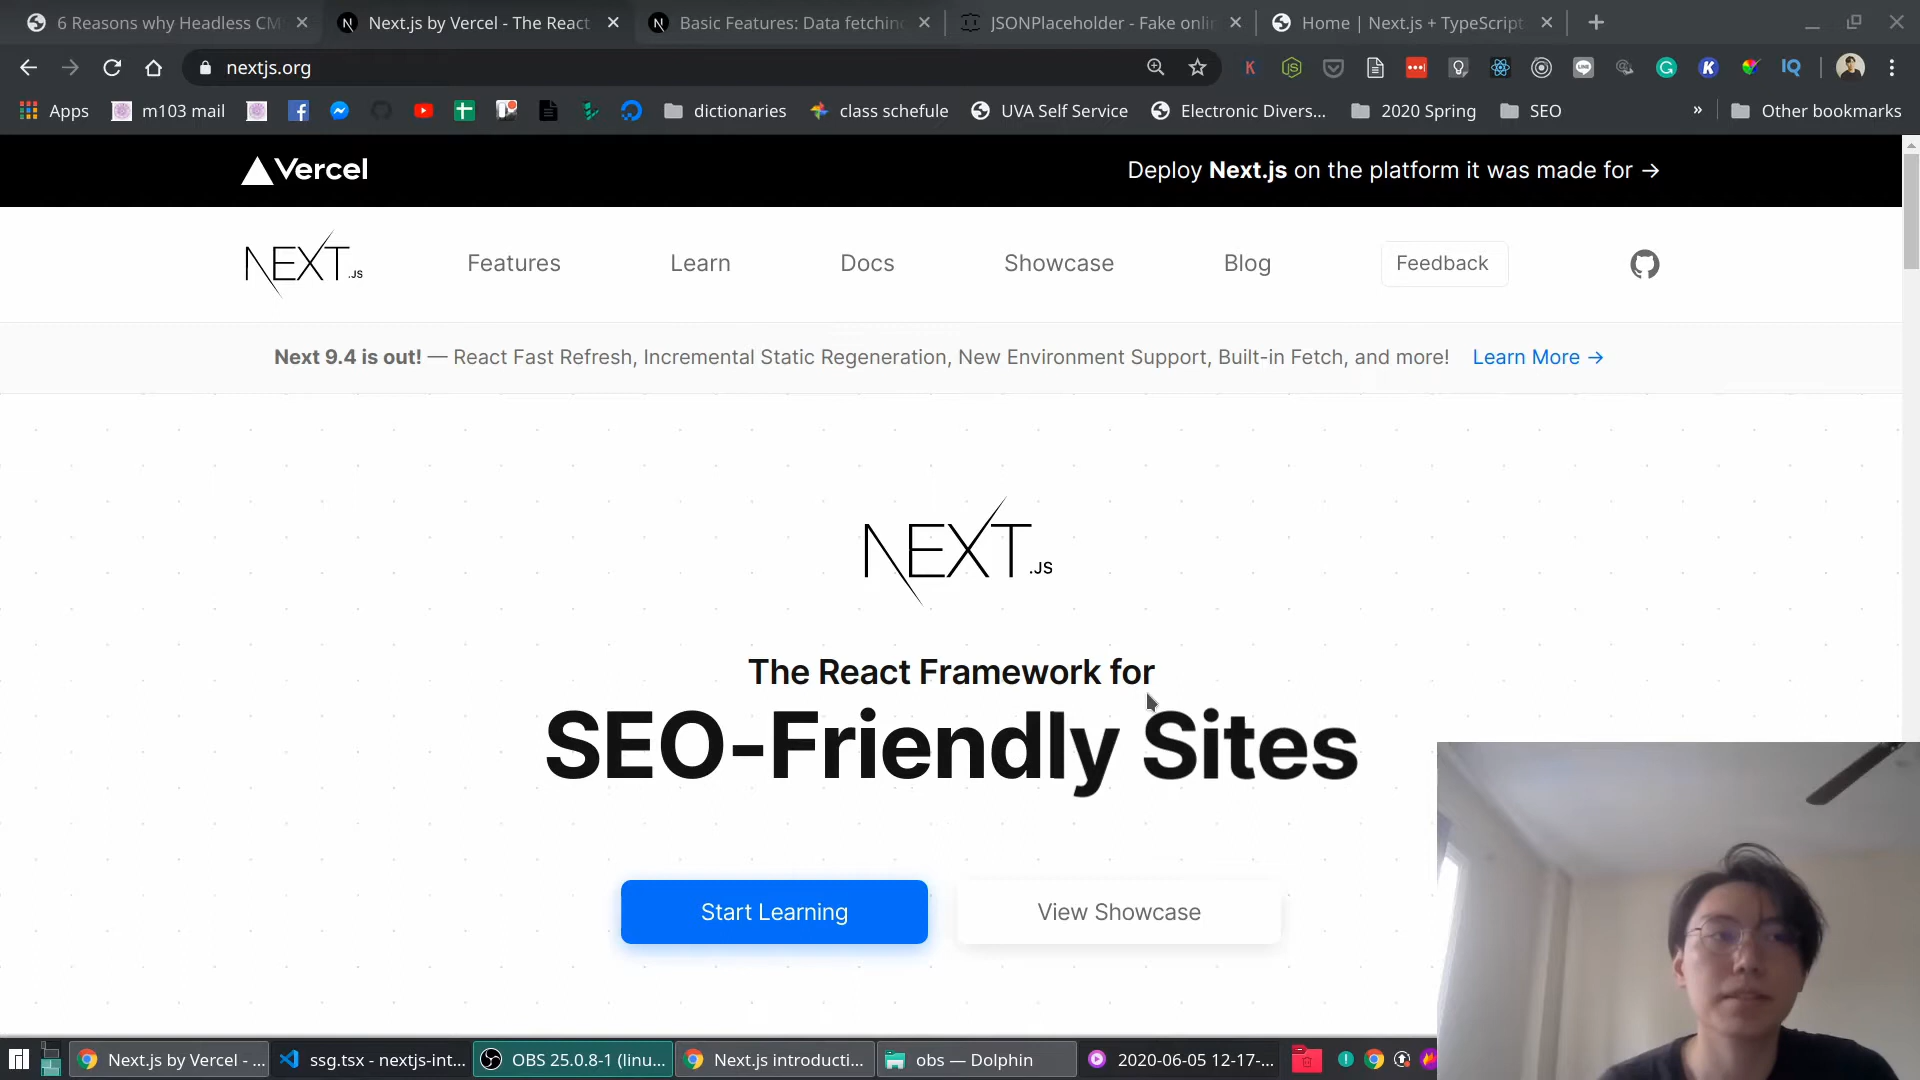 6 Reasons why Headless CM
Next.js by Vercel - The React
Basic Features: Data fetching
JSONPlaceholder - Fake onlin
Home | Next.js + TypeScript
nextjs.org
Apps
m103 mail
dictionaries
class schefule
UVA Self Service
Electronic Divers...
2020 Spring
SEO
»
Other bookmarks
Vercel
Deploy Next.js on the platform it was made for →
NEXT.JS
Features
Learn
Docs
Showcase
Blog
Feedback
Next 9.4 is out! — React Fast Refresh, Incremental Static Regeneration, New Environment Support, Built-in Fetch, and more! Learn More →
NEXT.JS
The React Framework for
SEO-Friendly Sites
Start Learning
View Showcase
Next.js by Vercel - ...
ssg.tsx - nextjs-int...
OBS 25.0.8-1 (linu...
Next.js introducti...
obs — Dolphin
2020-06-05 12-17-...